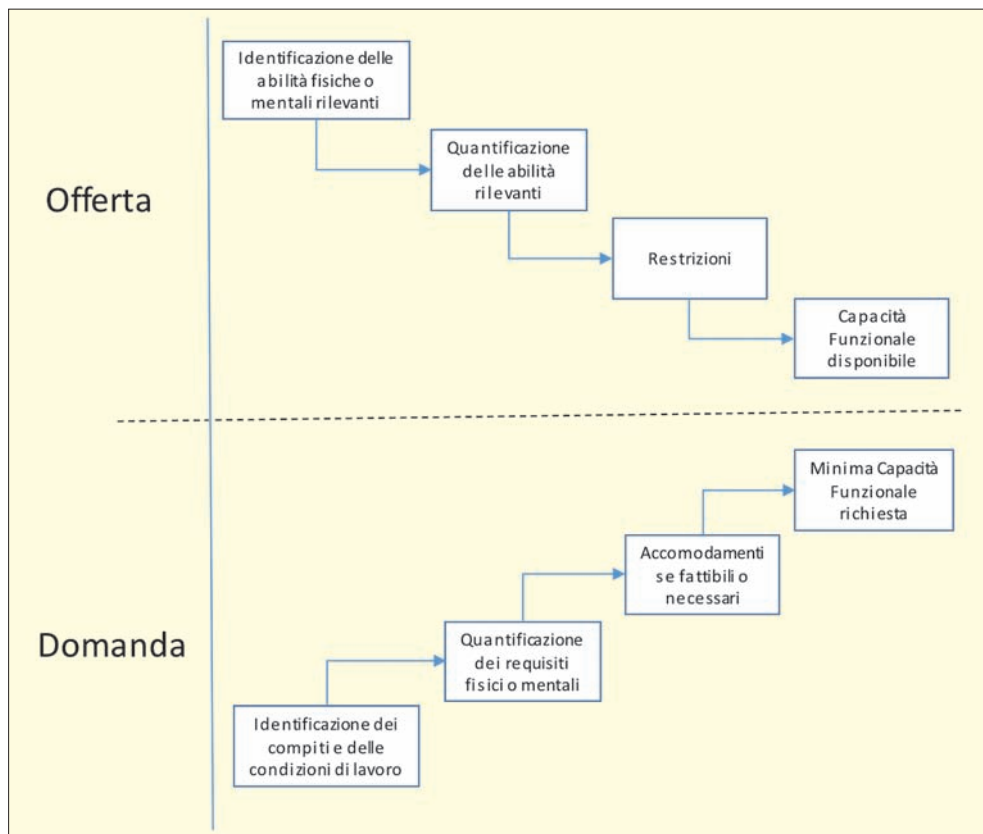 Identificazione delle
abilità fisiche o
mentali rilevanti
Quantificazione
delle abilità
rilevanti
Offerta
Restrizioni
Capacità
Funzionale
disponibile
Minima Capacità
Funzionale
richiesta
Accomodamenti
se fattibili o
necessari
Domanda
Quantificazione
dei requisiti
fisici o mentali
Identificazione dei
compiti e delle
condizioni di lavoro